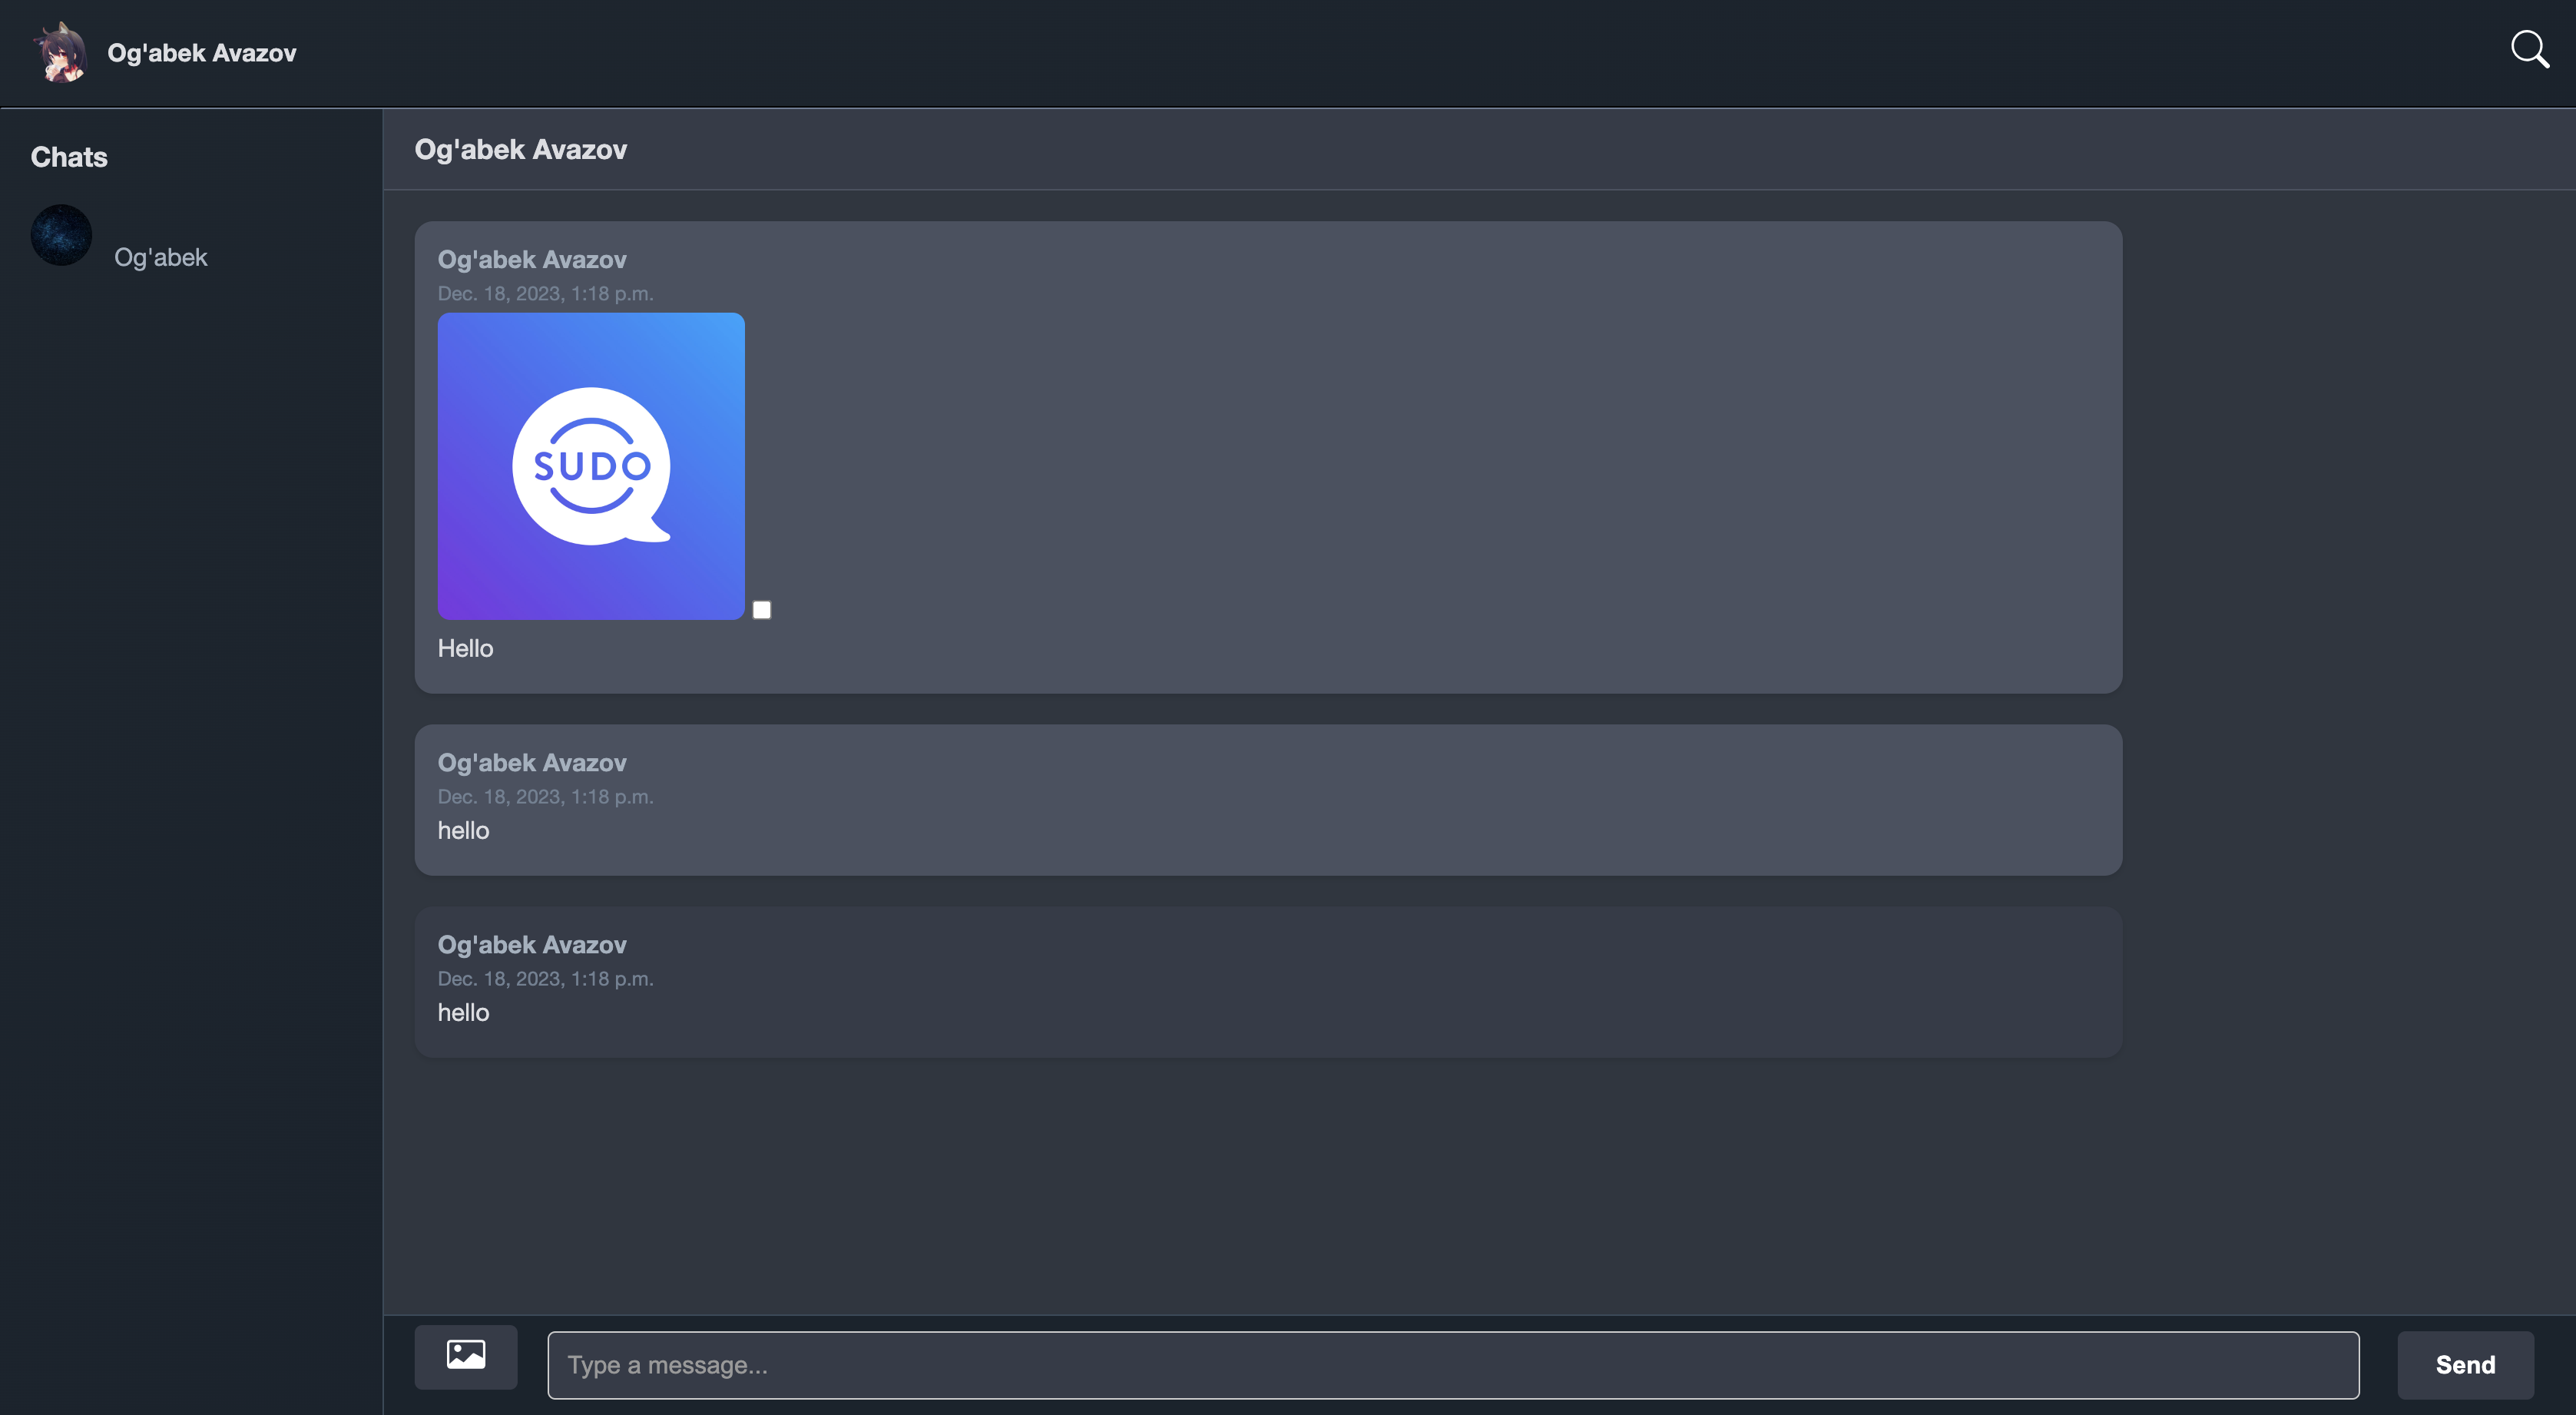 Og'abek Avazov
Chats
Og'abek
Og'abek Avazov
Og'abek Avazov
Dec. 18, 2023, 1:18 p.m.
SUDO
Hello
Og'abek Avazov
Dec. 18, 2023, 1:18 p.m.
hello
Og'abek Avazov
Dec. 18, 2023, 1:18 p.m.
hello
Type a message...
Send